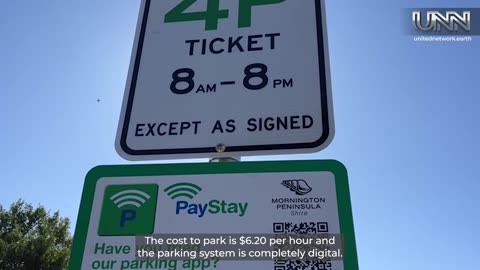 UNN
unitednetwork.earth
4P
TICKET
8AM-8PM
EXCEPT AS SIGNED
P
PayStay
MORNINGTON
PENINSULA
Shire
Have
our parking app?
The cost to park is $6.20 per hour and
the parking system is completely digital.